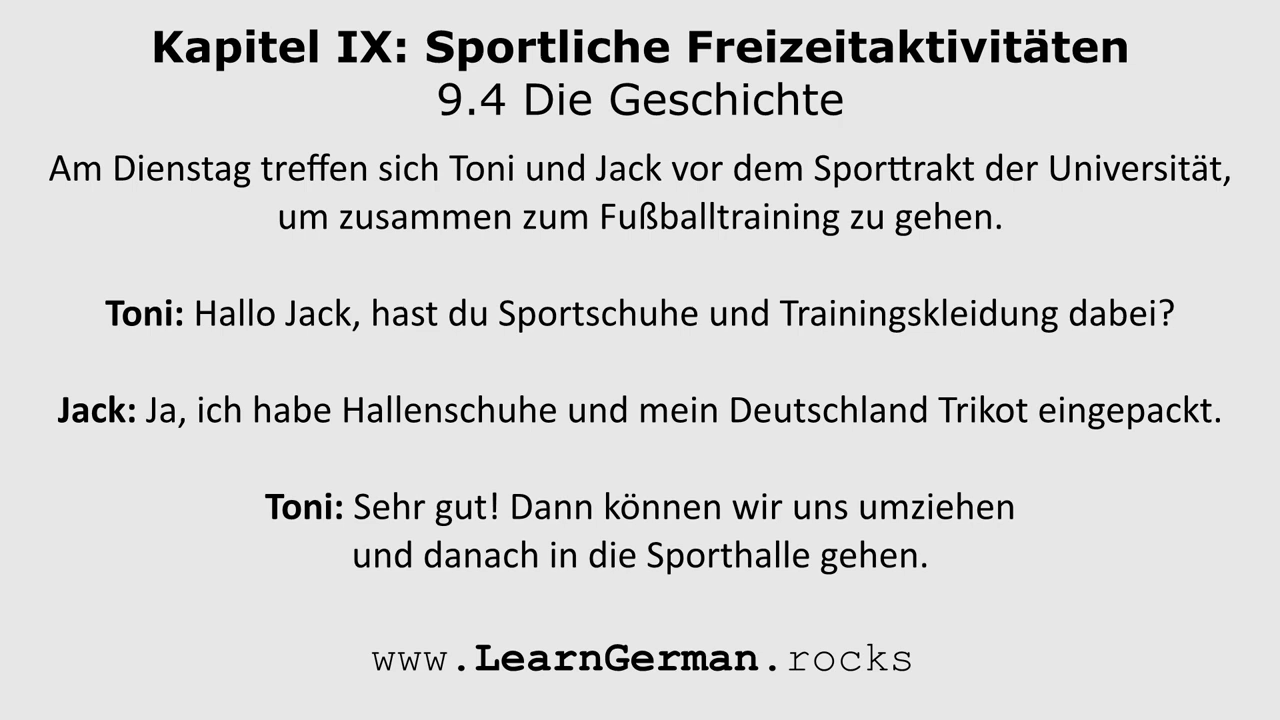 Kapitel IX: Sportliche Freizeitaktivitäten
9.4 Die Geschichte
Am Dienstag treffen sich Toni und Jack vor dem Sporttrakt der Universität,
um zusammen zum Fußballtraining zu gehen.
Toni: Hallo Jack, hast du Sportschuhe und Trainingskleidung dabei?
Jack: Ja, ich habe Hallenschuhe und mein Deutschland Trikot eingepackt.
Toni: Sehr gut! Dann können wir uns umziehen
und danach in die Sporthalle gehen.
www.LearnGerman.rocks